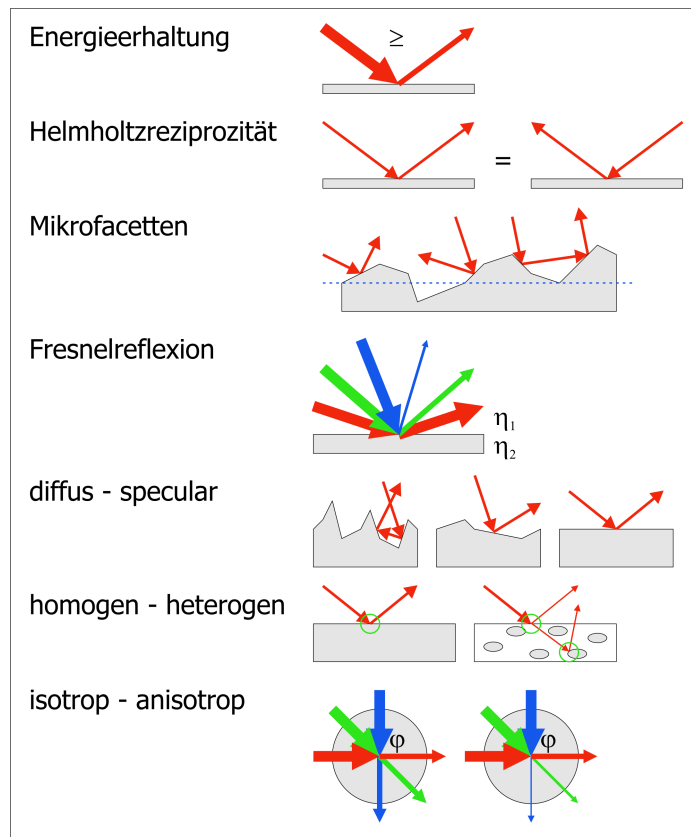 Energieerhaltung
≥
Helmholtzreziprozität
=
Mikrofacetten
Fresnelreflexion
η₁
η₂
diffus - specular
homogen - heterogen
isotrop - anisotrop
φ φ